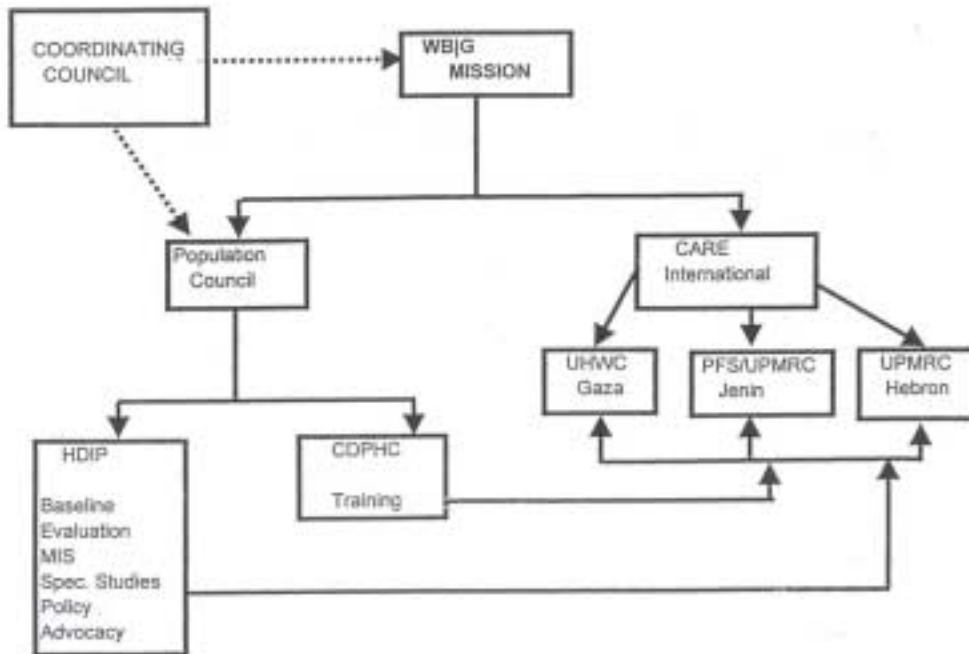 COORDINATING
COUNCIL
WB|G
MISSION
Population
Council
CARE
International
UHWC
Gaza
PFS/UPMRC
Jenin
UPMRC
Hebron
HDIP
Baseline
Evaluation
MIS
Spec. Studies
Policy
Advocacy
CDPHC
Training